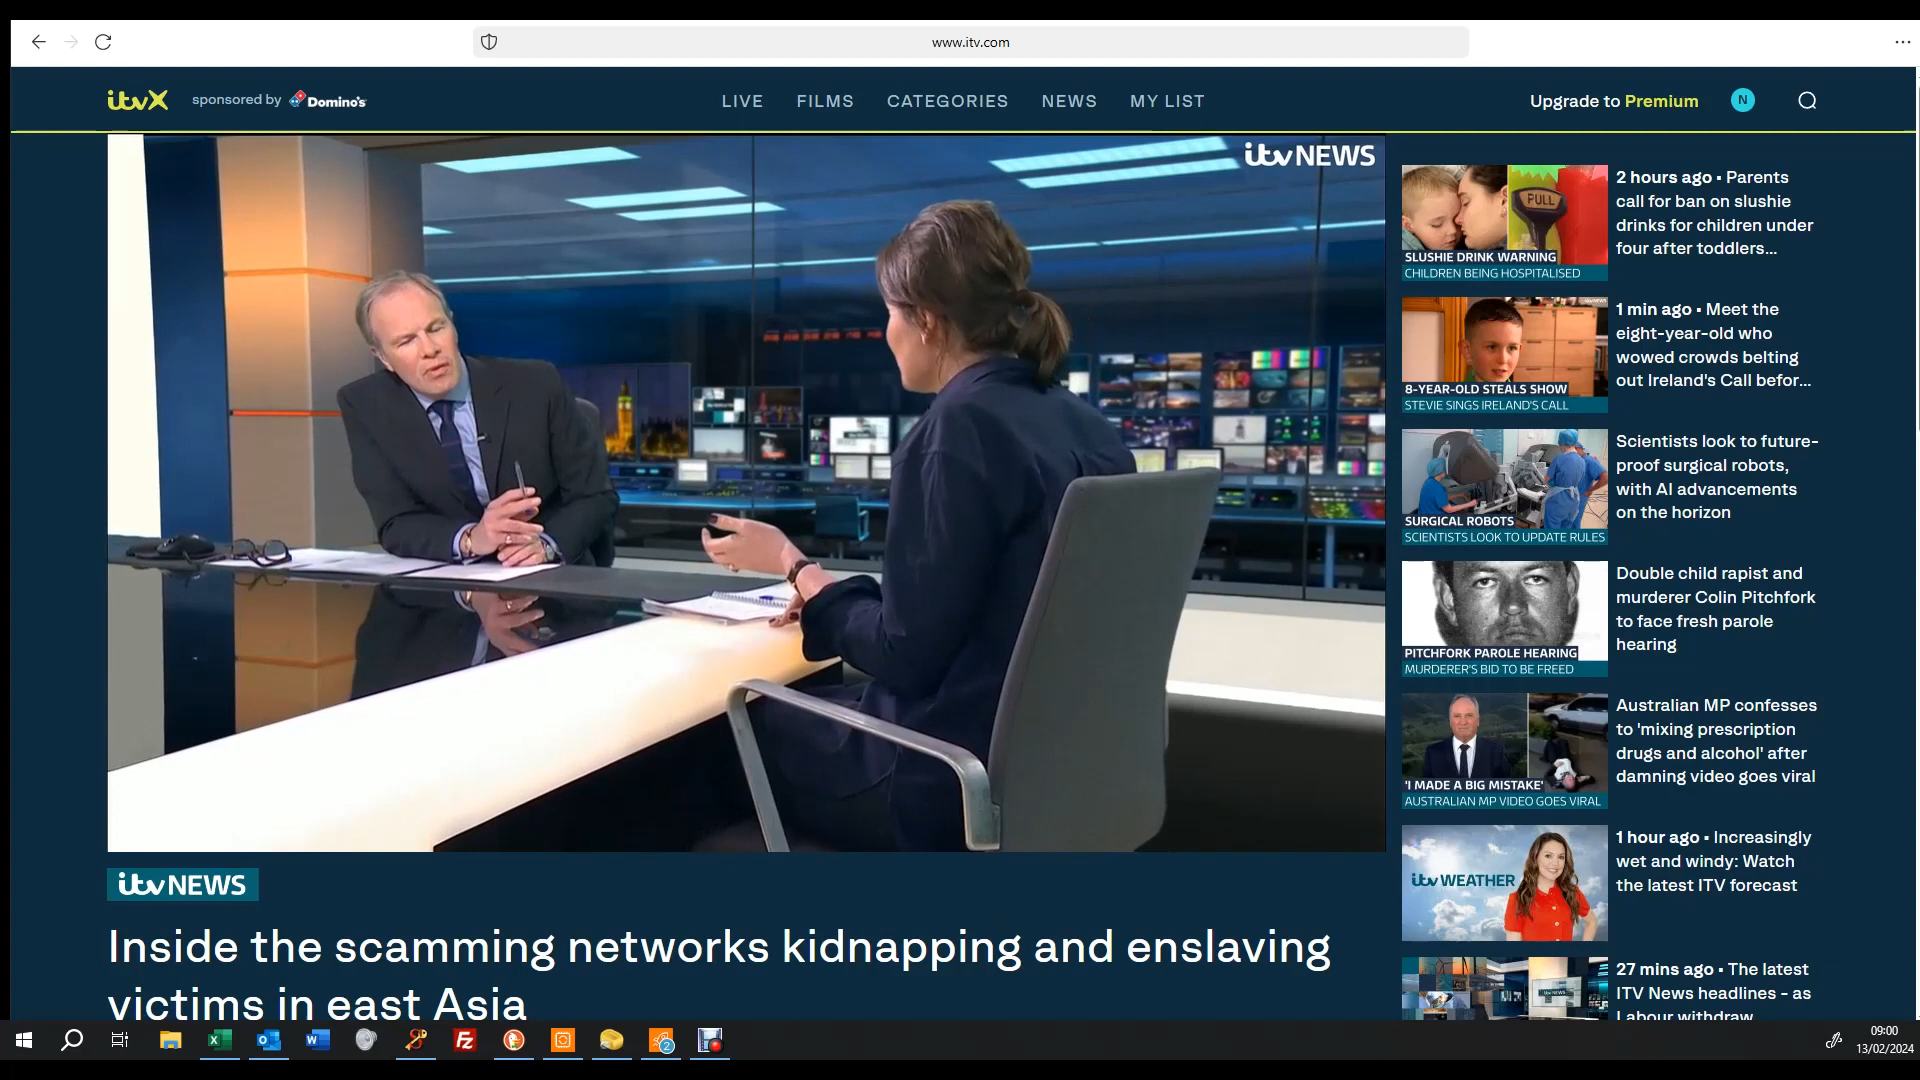 www.itv.com
itvX sponsored by Domino's
LIVE FILMS CATEGORIES NEWS MY LIST
Upgrade to Premium N
itv NEWS
PULL
SLUSHIE DRINK WARNING
CHILDREN BEING HOSPITALISED
2 hours ago • Parents
call for ban on slushie
drinks for children under
four after toddlers...
8-YEAR-OLD STEALS SHOW
STEVIE SINGS IRELAND'S CALL
1 min ago • Meet the
eight-year-old who
wowed crowds belting
out Ireland's Call befor...
SURGICAL ROBOTS
SCIENTISTS LOOK TO UPDATE RULES
Scientists look to future-
proof surgical robots,
with AI advancements
on the horizon
PITCHFORK PAROLE HEARING
MURDERER'S BID TO BE FREED
Double child rapist and
murderer Colin Pitchfork
to face fresh parole
hearing
'I MADE A BIG MISTAKE'
AUSTRALIAN MP VIDEO GOES VIRAL
Australian MP confesses
to 'mixing prescription
drugs and alcohol' after
damning video goes viral
itv WEATHER
1 hour ago • Increasingly
wet and windy: Watch
the latest ITV forecast
27 mins ago • The latest
ITV News headlines - as
Labour withdraw
itv NEWS
Inside the scamming networks kidnapping and enslaving
victims in east Asia
2
09:00
13/02/2024